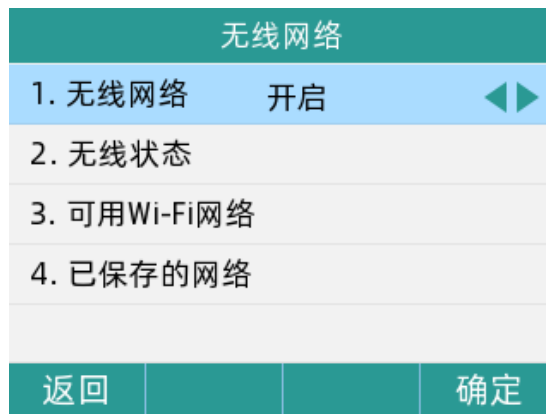 无线网络
1. 无线网络 开启
2. 无线状态
3. 可用Wi-Fi网络
4. 已保存的网络
返回 确定